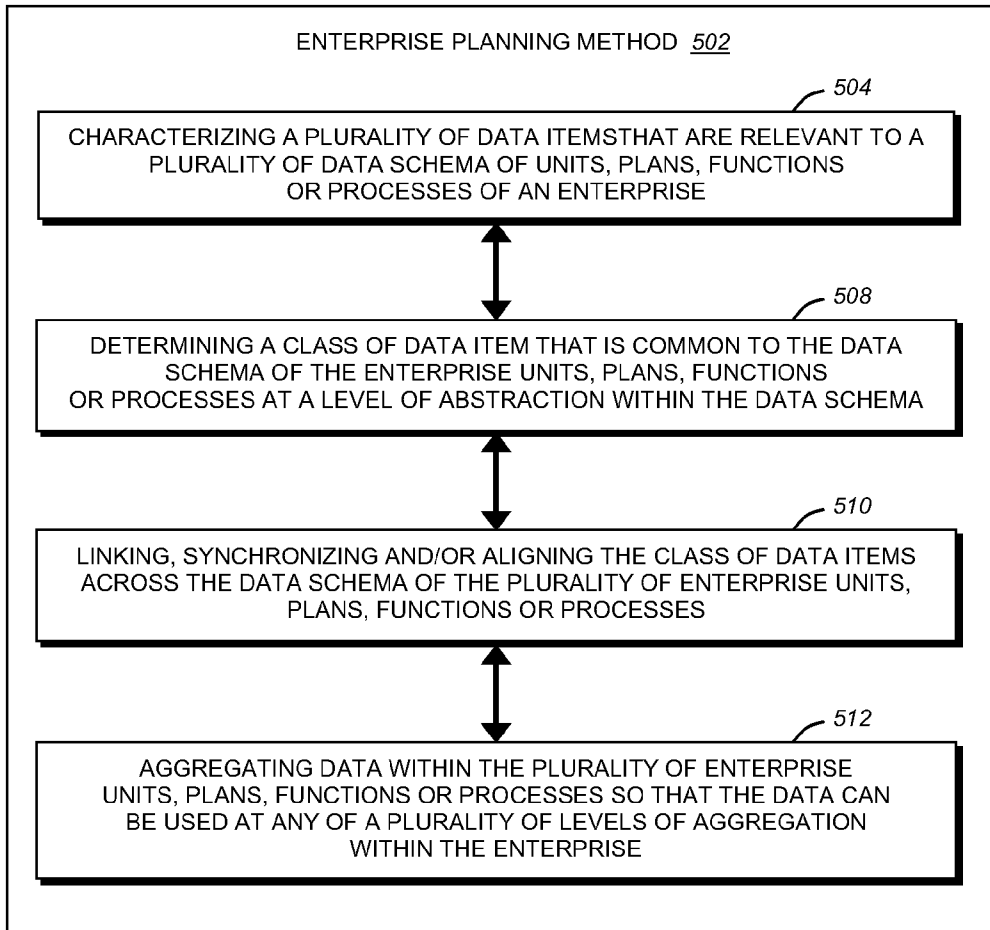 ENTERPRISE PLANNING METHOD 502
504
CHARACTERIZING A PLURALITY OF DATA ITEMSTHAT ARE RELEVANT TO A
PLURALITY OF DATA SCHEMA OF UNITS, PLANS, FUNCTIONS
OR PROCESSES OF AN ENTERPRISE
508
DETERMINING A CLASS OF DATA ITEM THAT IS COMMON TO THE DATA
SCHEMA OF THE ENTERPRISE UNITS, PLANS, FUNCTIONS
OR PROCESSES AT A LEVEL OF ABSTRACTION WITHIN THE DATA SCHEMA
510
LINKING, SYNCHRONIZING AND/OR ALIGNING THE CLASS OF DATA ITEMS
ACROSS THE DATA SCHEMA OF THE PLURALITY OF ENTERPRISE UNITS,
PLANS, FUNCTIONS OR PROCESSES
512
AGGREGATING DATA WITHIN THE PLURALITY OF ENTERPRISE
UNITS, PLANS, FUNCTIONS OR PROCESSES SO THAT THE DATA CAN
BE USED AT ANY OF A PLURALITY OF LEVELS OF AGGREGATION
WITHIN THE ENTERPRISE